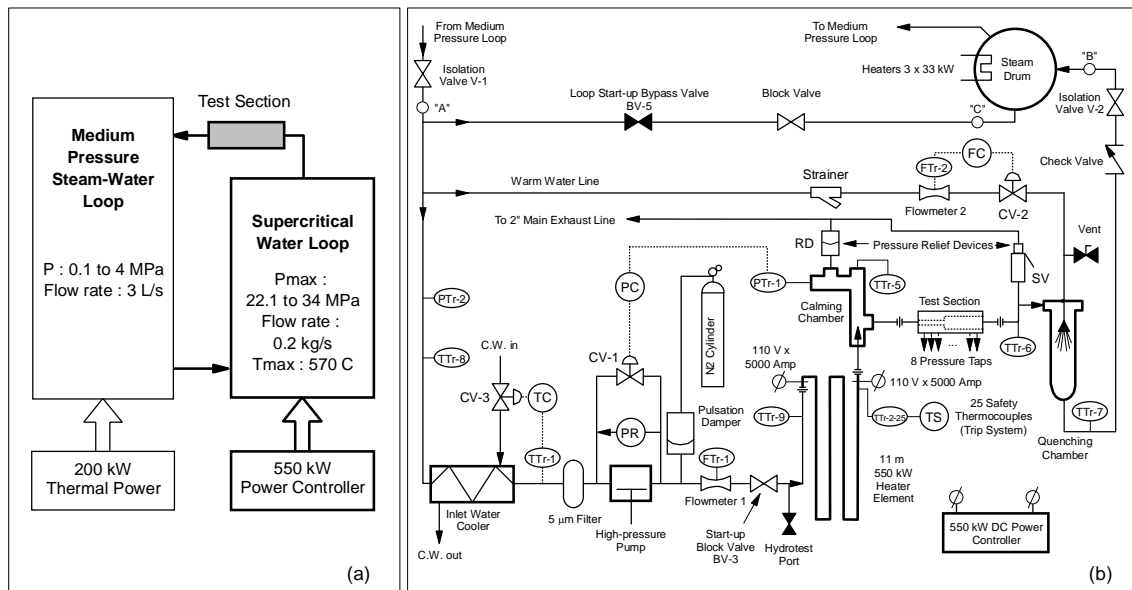 Test Section
Medium
Pressure
Steam-Water
Loop
P : 0.1 to 4 MPa
Flow rate : 3 L/s
Supercritical
Water Loop
Pmax :
22.1 to 34 MPa
Flow rate :
0.2 kg/s
Tmax : 570 C
200 kW
Thermal Power
550 kW
Power Controller
(a)
From Medium
Pressure Loop
Isolation
Valve V-1
"A"
To Medium
Pressure Loop
Heaters 3 x 33 kW
Steam
Drum
"B"
Isolation
Valve V-2
Loop Start-up Bypass Valve
BV-5
Block Valve
"C"
Check Valve
FC
FTr-2
Warm Water Line
Strainer
Flowmeter 2
CV-2
To 2" Main Exhaust Line
RD
Pressure Relief Devices
SV
Vent
PC
PTr-1
TTr-5
Calming
Chamber
N2 Cylinder
PTr-2
TTr-8
Test Section
8 Pressure Taps
...
TTr-6
C.W. in
CV-3
TC
TTr-1
CV-1
PR
Pulsation
Damper
110 V x
5000 Amp
110 V x 5000 Amp
TTr-9
TTr-2-25
TS
25 Safety
Thermocouples
(Trip System)
TTr-7
Quenching
Chamber
FTr-1
11 m
550 kW
Heater
Element
Inlet Water
Cooler
C.W. out
5 μm Filter
High-pressure
Pump
Flowmeter 1
Start-up
Block Valve
BV-3
Hydrotest
Port
550 kW DC Power
Controller
(b)